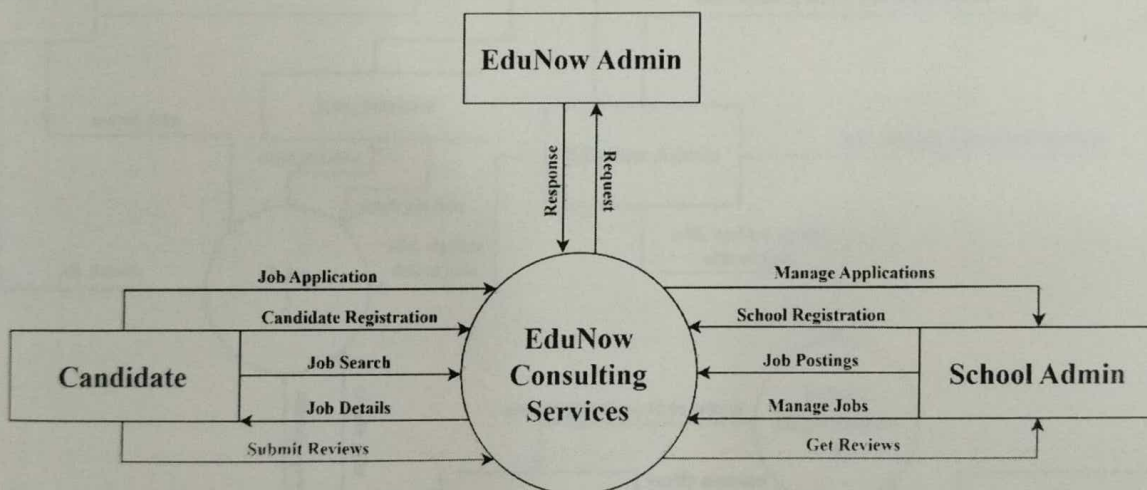 EduNow Admin
Response
Request
Job Application
Manage Applications
Candidate Registration
School Registration
EduNow
Consulting
Services
Candidate
Job Search
Job Postings
School Admin
Job Details
Manage Jobs
Submit Reviews
Get Reviews